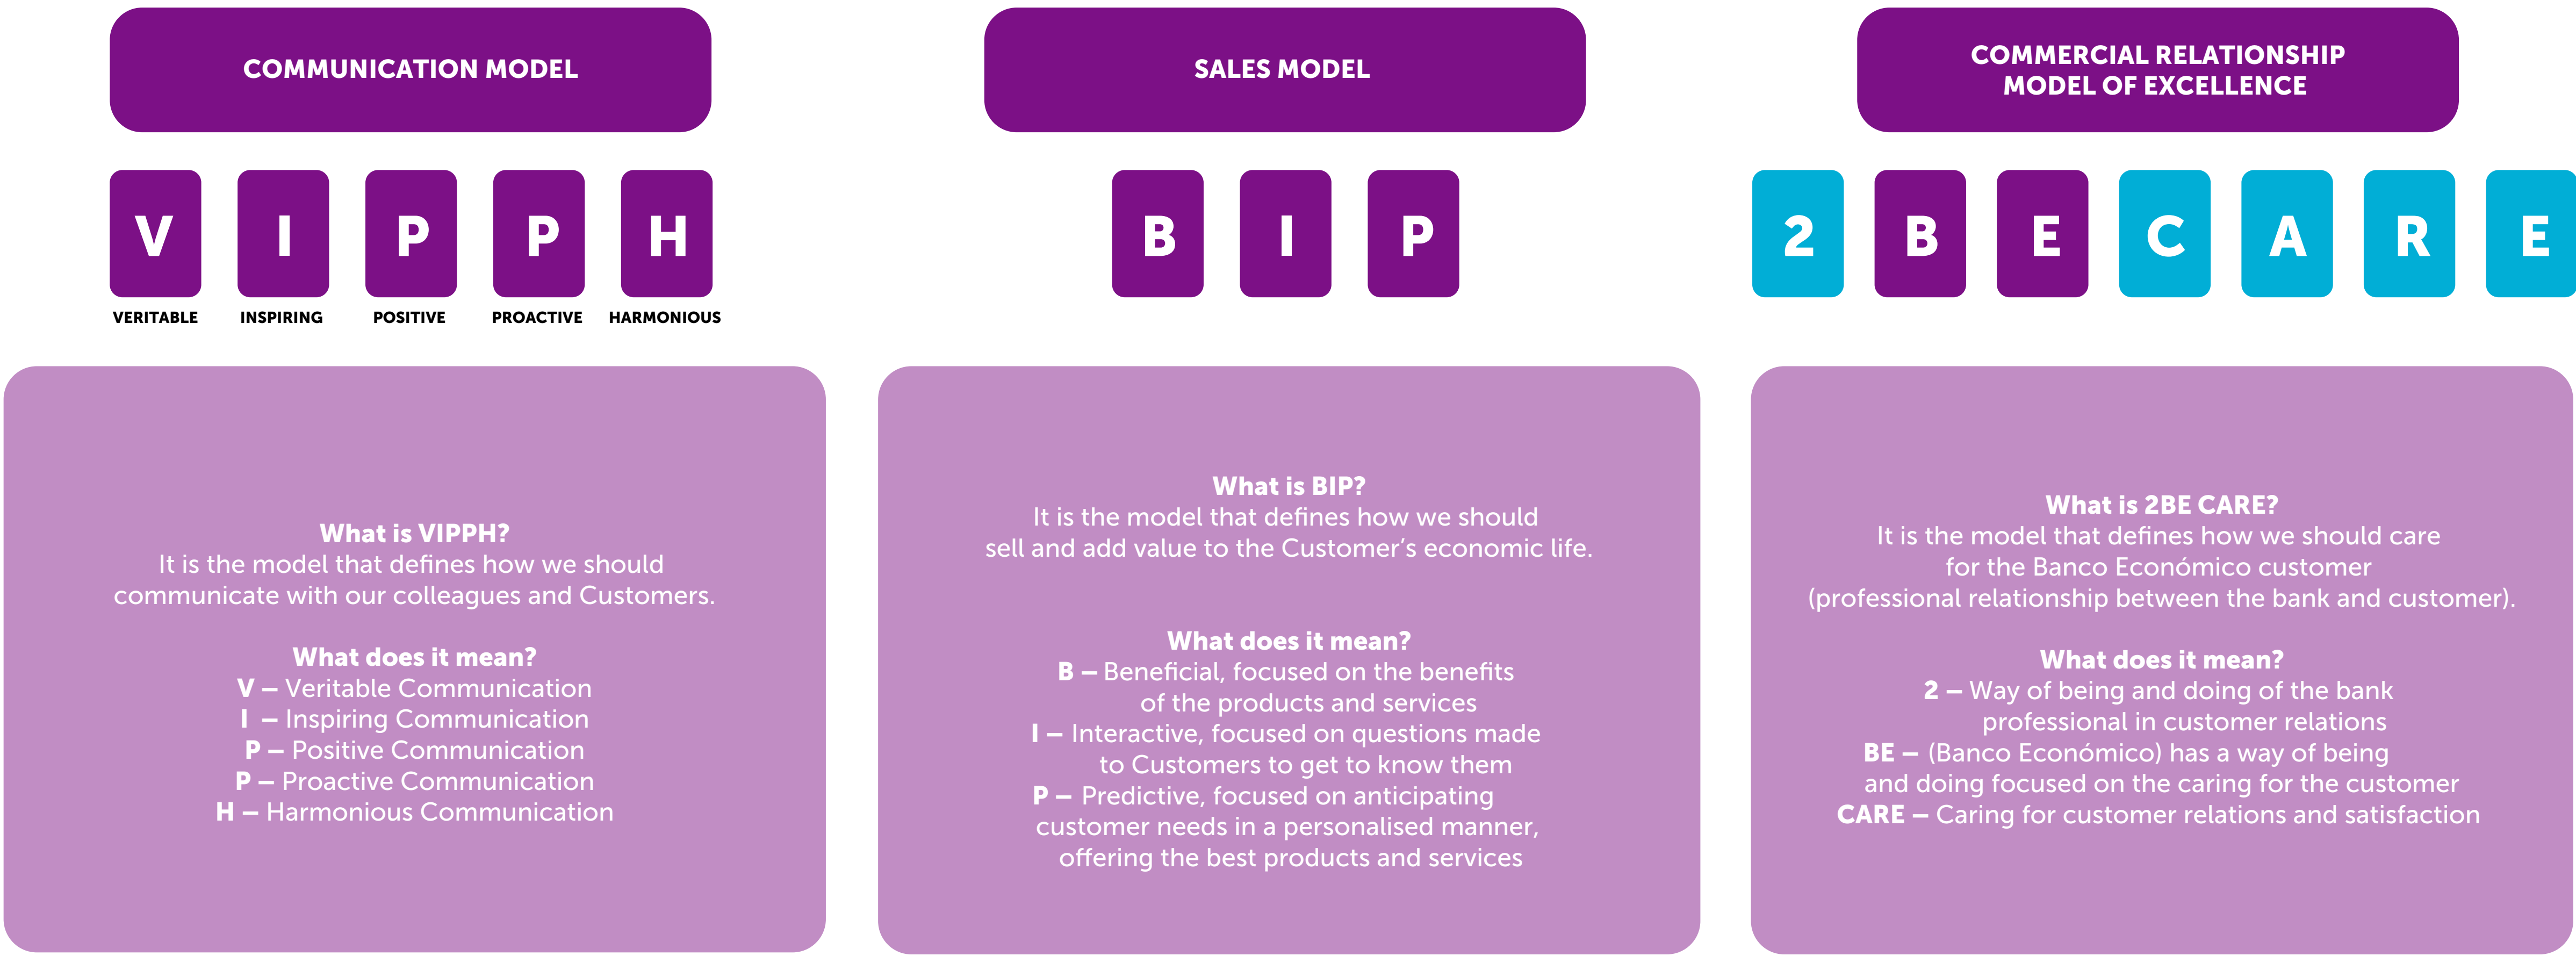 COMMUNICATION MODEL
V I P P H
VERITABLE INSPIRING POSITIVE PROACTIVE HARMONIOUS
What is VIPPH?
It is the model that defines how we should
communicate with our colleagues and Customers.
What does it mean?
V – Veritable Communication
I – Inspiring Communication
P – Positive Communication
P – Proactive Communication
H – Harmonious Communication
SALES MODEL
B I P
What is BIP?
It is the model that defines how we should
sell and add value to the Customer’s economic life.
What does it mean?
B – Beneficial, focused on the benefits
of the products and services
I – Interactive, focused on questions made
to Customers to get to know them
P – Predictive, focused on anticipating
customer needs in a personalised manner,
offering the best products and services
COMMERCIAL RELATIONSHIP
MODEL OF EXCELLENCE
2 B E C A R E
What is 2BE CARE?
It is the model that defines how we should care
for the Banco Económico customer
(professional relationship between the bank and customer).
What does it mean?
2 – Way of being and doing of the bank
professional in customer relations
BE – (Banco Económico) has a way of being
and doing focused on the caring for the customer
CARE – Caring for customer relations and satisfaction